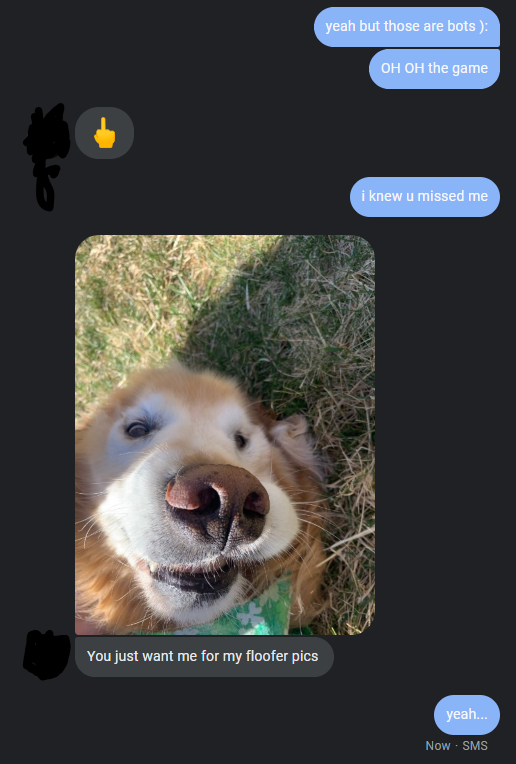 yeah but those are bots ):
OH OH the game
🖕
i knew u missed me
You just want me for my floofer pics
yeah...
Now · SMS